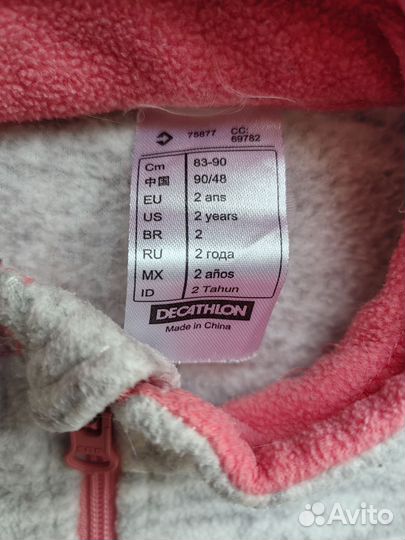 78877 CC: 69782
Cm 83-90
中国 90/48
EU 2 ans
US 2 years
BR 2
RU 2 года
MX 2 años
ID 2 Tahun
DECATHLON
Made in China
Avito